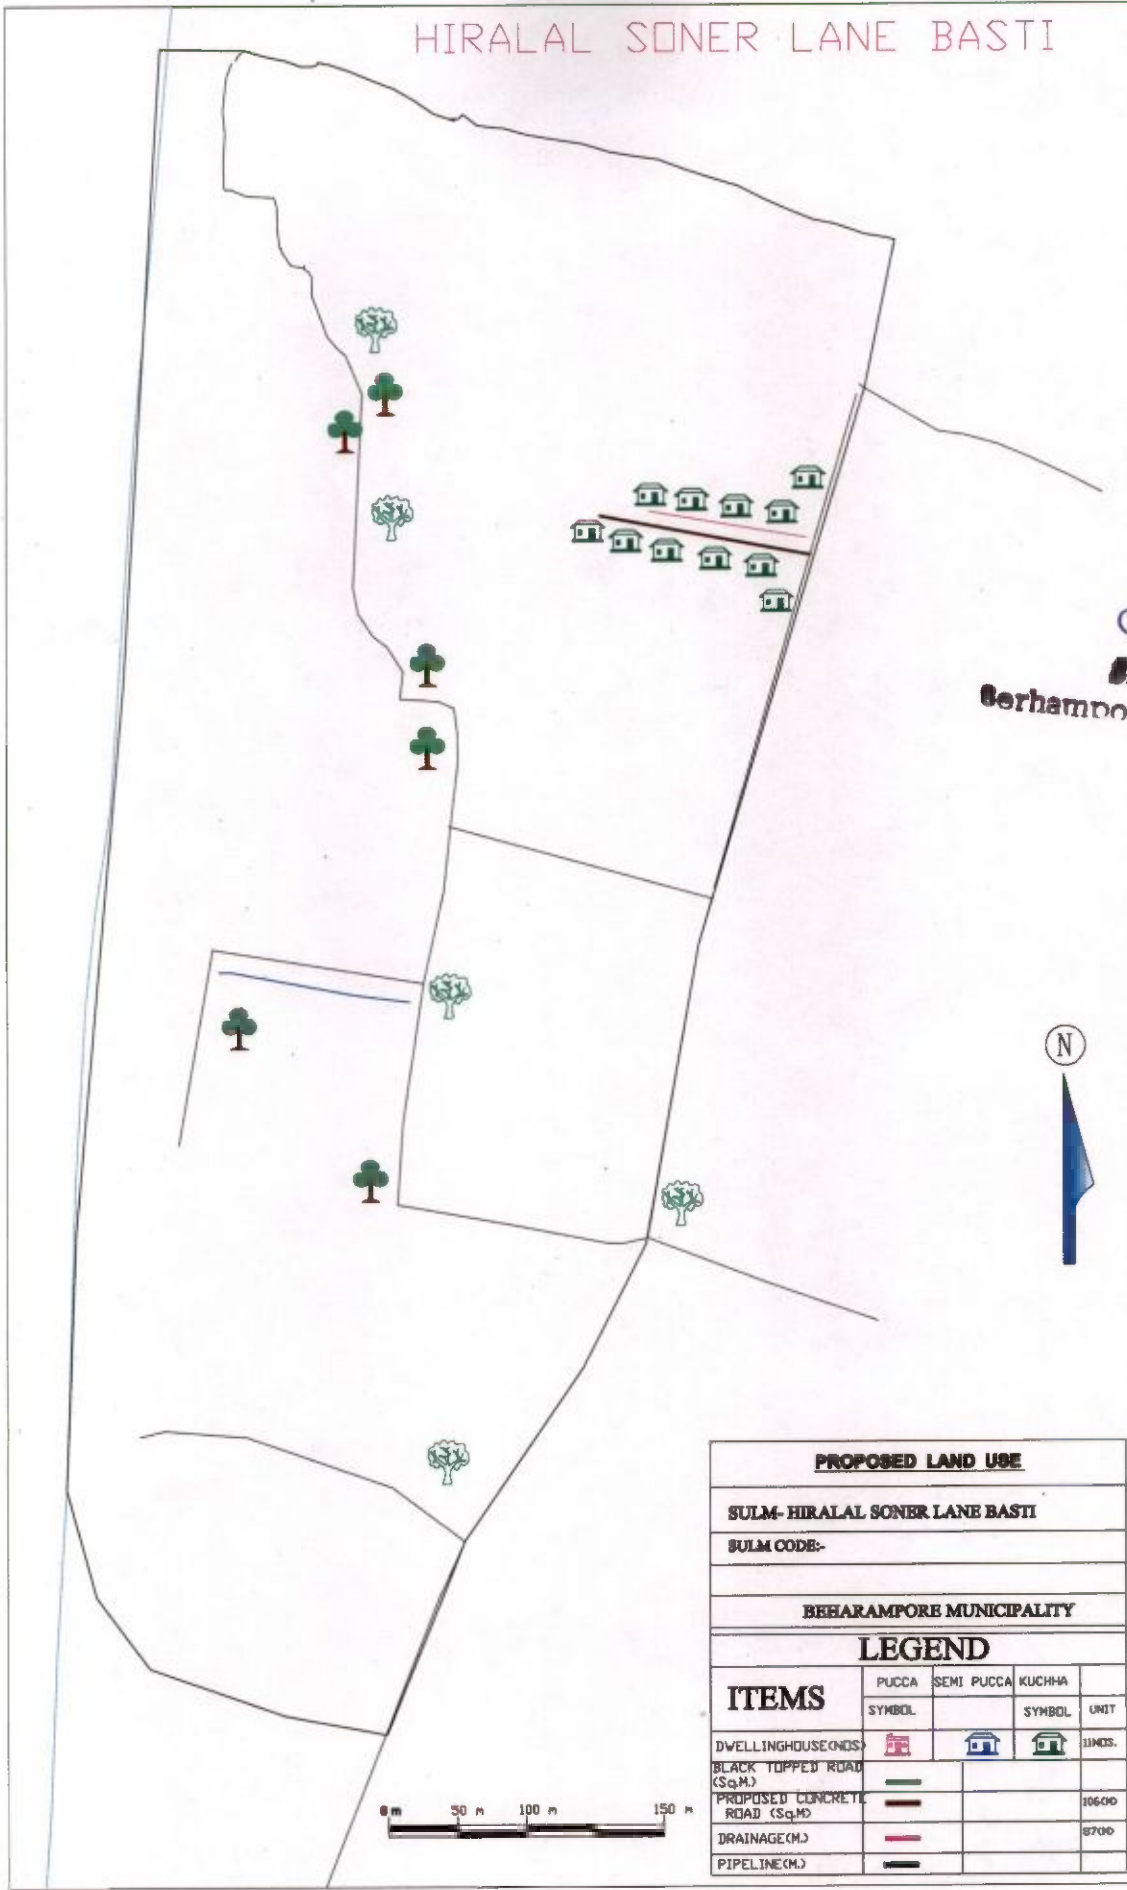 HIRALAL SONER LANE BASTI
Berhampo
N
PROPOSED LAND USE
SULM- HIRALAL SONER LANE BASTI
SULM CODE:-
BEHARAMPORE MUNICIPALITY
LEGEND
ITEMS PUCCA SEMI PUCCA KUCHHA
SYMBOL SYMBOL UNIT
DWELLINGHOUSE(NOS) 11NOS.
BLACK TOPPED ROAD
(Sq.M.)
PROPOSED CONCRETE
ROAD (Sq.M) 106(M)
DRAINAGE(M.) 87(M)
PIPELINE(M.)
0 m 50 m 100 m 150 m